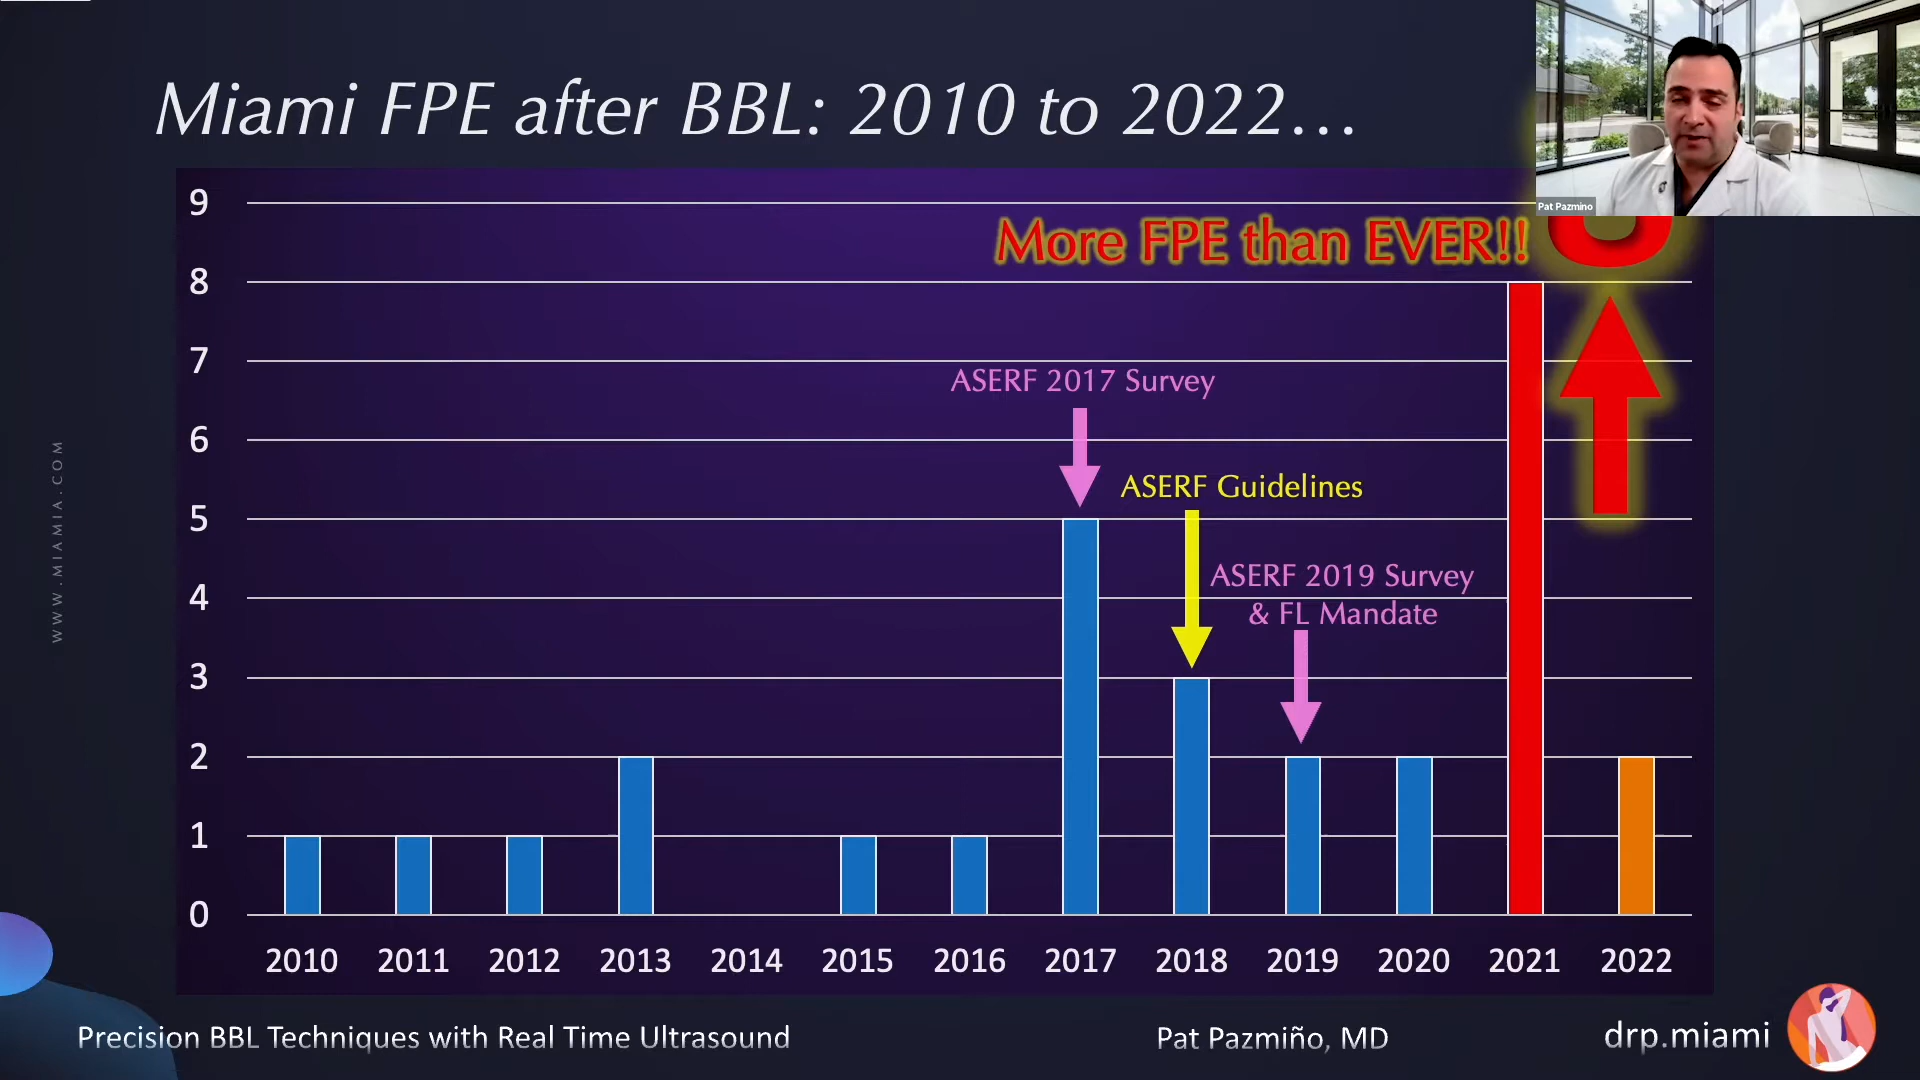 Miami FPE after BBL: 2010 to 2022...
Pat Pazmino
More FPE than EVER!!
9
8
7
6
5
4
3
2
1
0
ASERF 2017 Survey
ASERF Guidelines
ASERF 2019 Survey
& FL Mandate
2010 2011 2012 2013 2014 2015 2016 2017 2018 2019 2020 2021 2022
WWW.MIAMIA.COM
Precision BBL Techniques with Real Time Ultrasound
Pat Pazmiño, MD
drp.miami